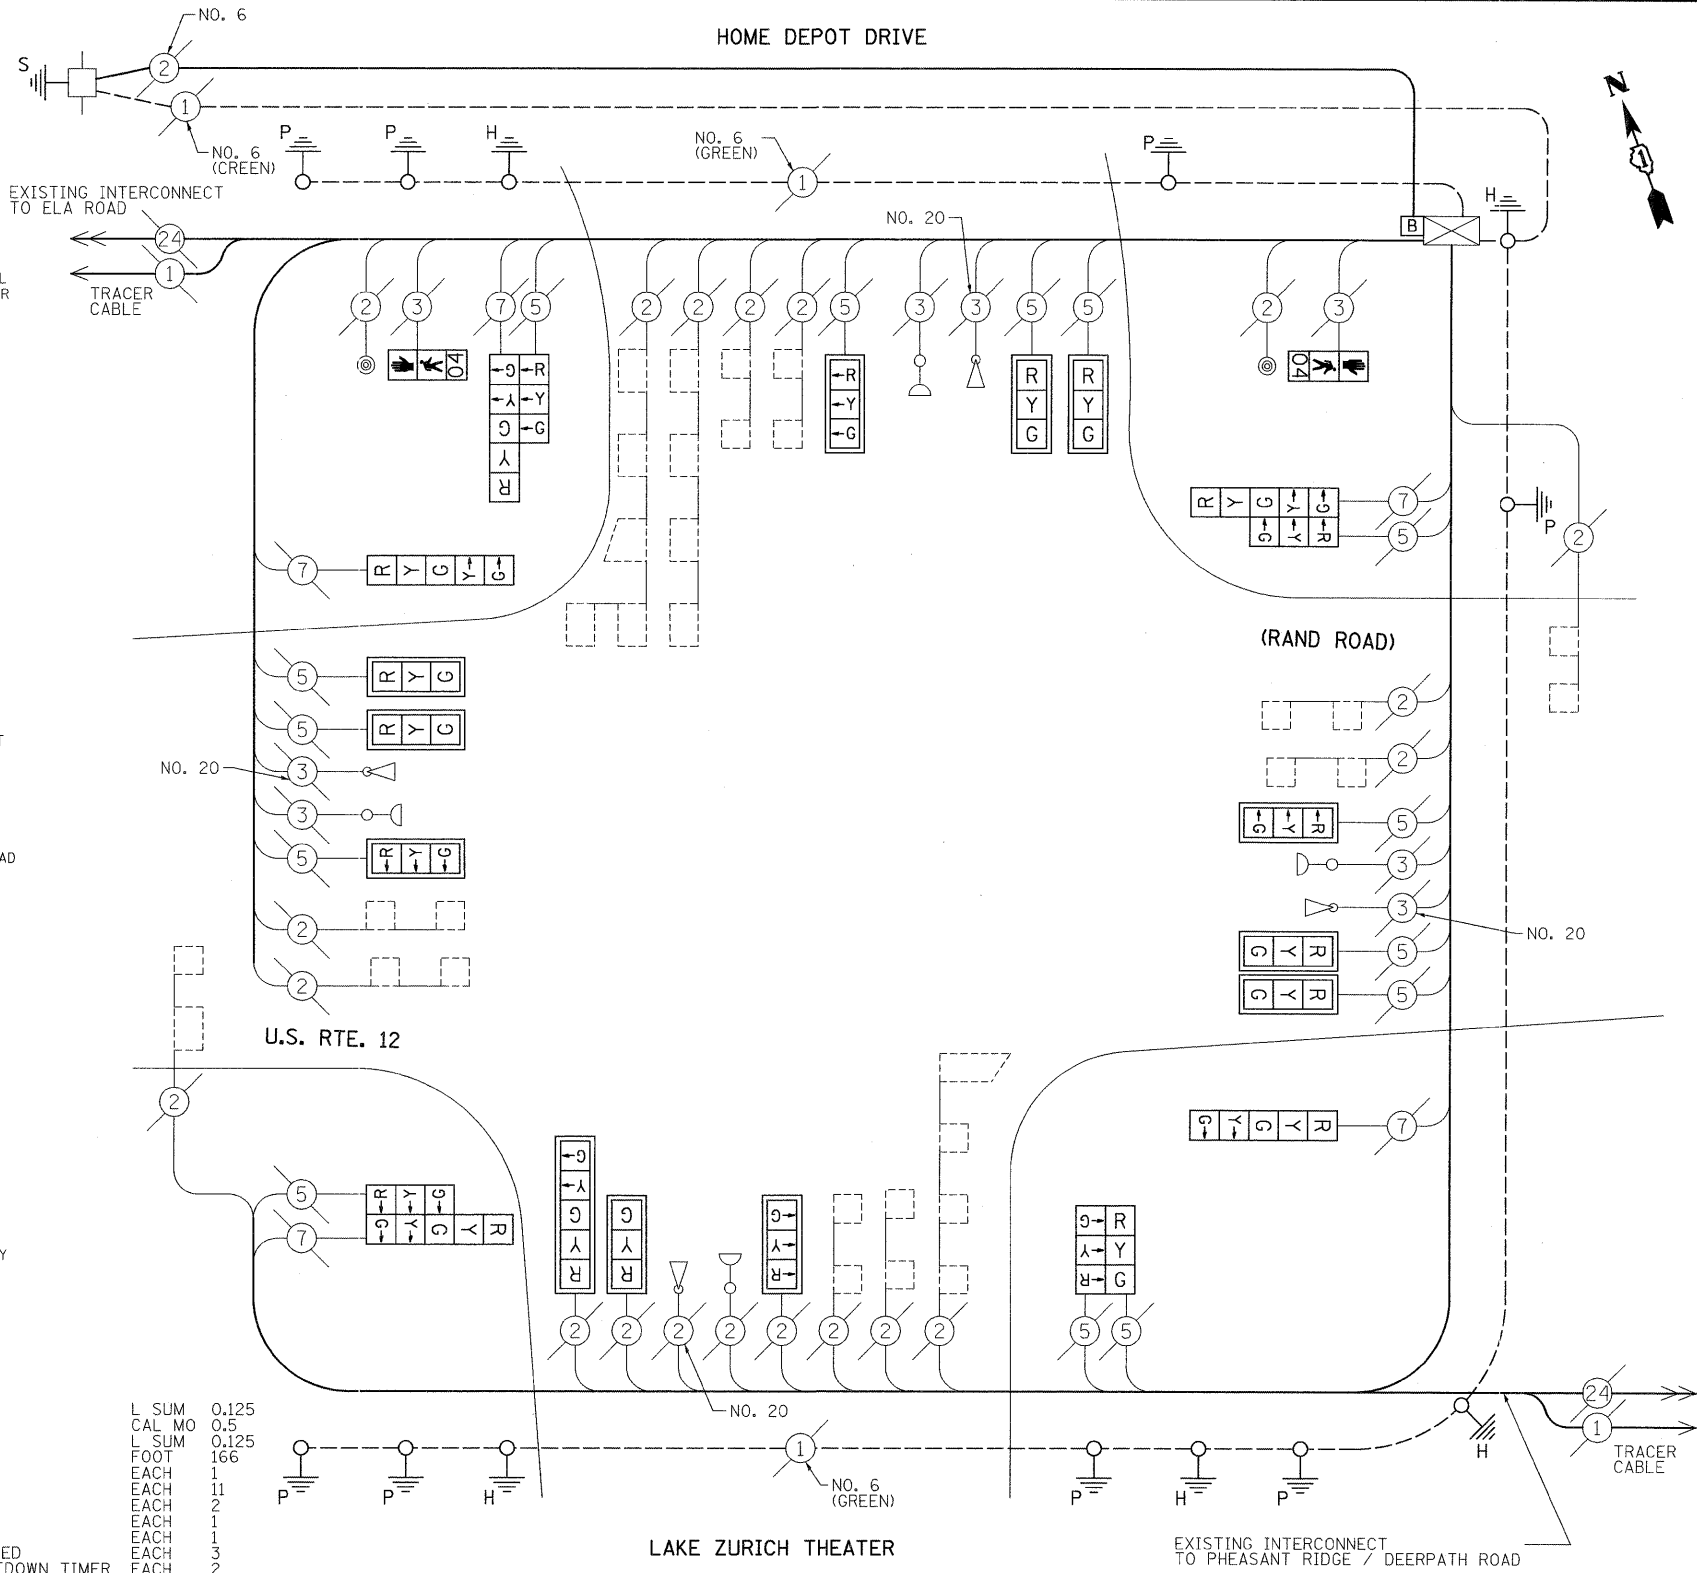 NO. 6
HOME DEPOT DRIVE
S
2
N
1
1
P
P
H
NO. 6
(GREEN)
P
NO. 6
(CREEN)
1
EXISTING INTERCONNECT
TO ELA ROAD
H
NO. 20
B
24
1
L
R
TRACER
CABLE
2 3 7 5 2 2 2 2 5 3 3 5 5 2 3
04
G R
Y Y
G G
Y
R
R
Y
G
R
Y
G
R
Y
G
04
R Y G Y G 7
G Y R 5
P
2
7 R Y G Y G
(RAND ROAD)
5 R Y G
2
5 R Y G
T
NO. 20
3
2
3
G Y R 5
AD
5 R Y G
3
3
2
NO. 20
G Y R 5
2
G Y R 5
U.S. RTE. 12
2
G Y G Y R 7
5 R Y G
7 G Y G Y R
Y
G
Y
G
Y
R
G
Y
R
G
Y
R
G R
Y Y
R G
2 2 2 2 2 2 2 2 5 5
NO. 20
24
1
TRACER
CABLE
H
L SUM 0.125
CAL MO 0.5
L SUM 0.125
FOOT 166
EACH 1
EACH 11
EACH 2
EACH 1
EACH 1
ED EACH 3
TDOWN TIMER EACH 2
1
P
P
H
NO. 6
(GREEN)
P
H
P
LAKE ZURICH THEATER
EXISTING INTERCONNECT
TO PHEASANT RIDGE / DEERPATH ROAD